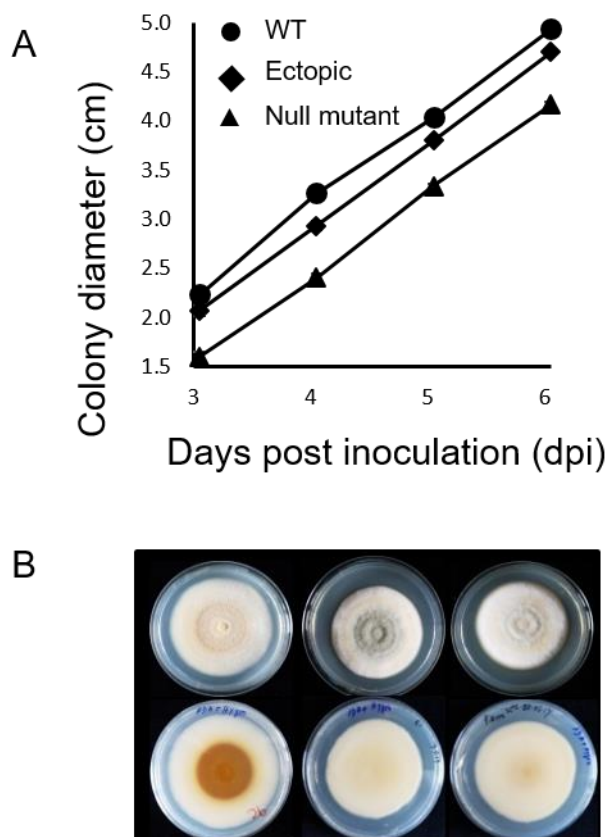 A
5.0
WT
4.5
Ectopic
4.0
Null mutant
3.5
3.0
2.5
2.0
1.5
Colony diameter (cm)
3 4 5 6
Days post inoculation (dpi)
B